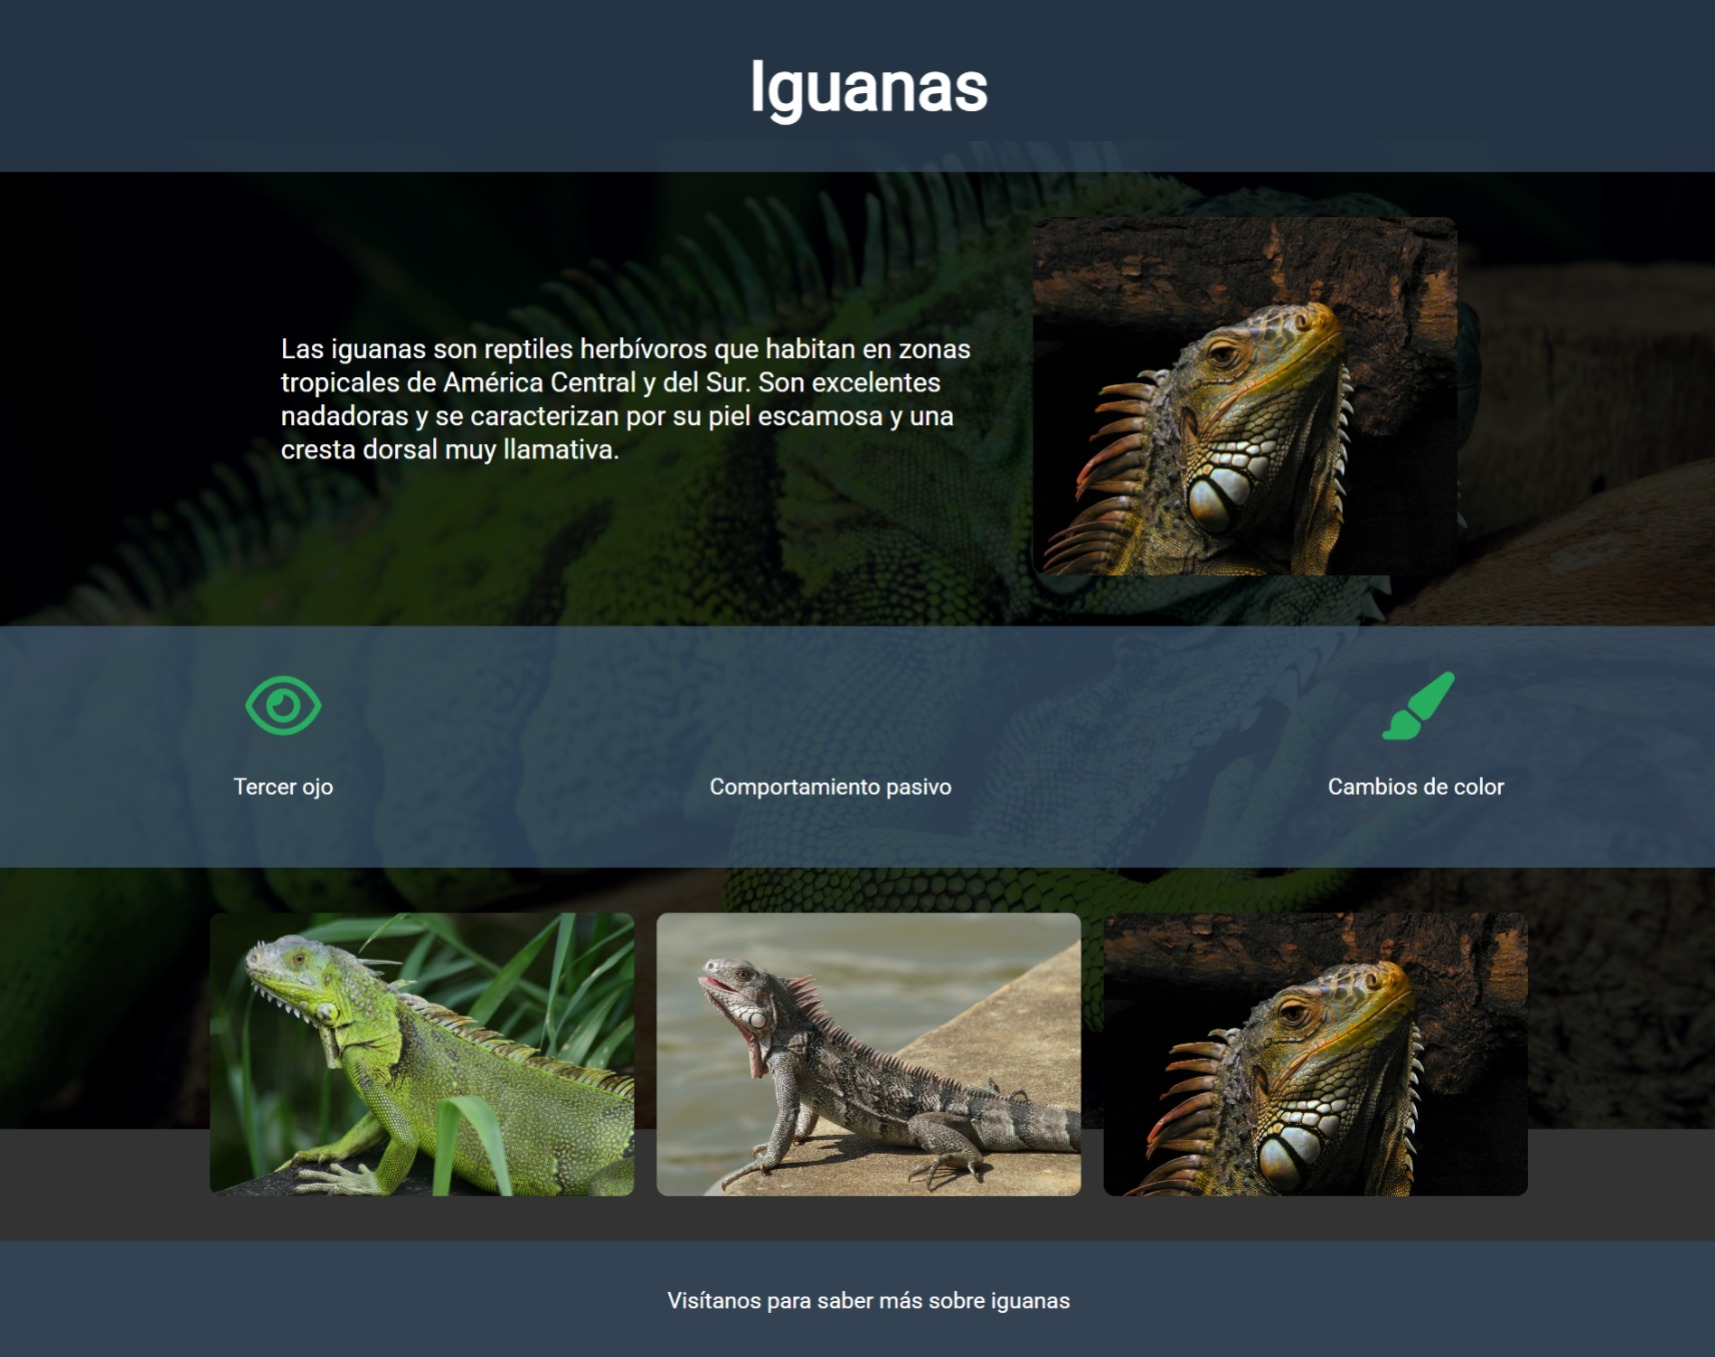 Iguanas
Las iguanas son reptiles herbívoros que habitan en zonas
tropicales de América Central y del Sur. Son excelentes
nadadoras y se caracterizan por su piel escamosa y una
cresta dorsal muy llamativa.
Tercer ojo
Comportamiento pasivo
Cambios de color
Visítanos para saber más sobre iguanas